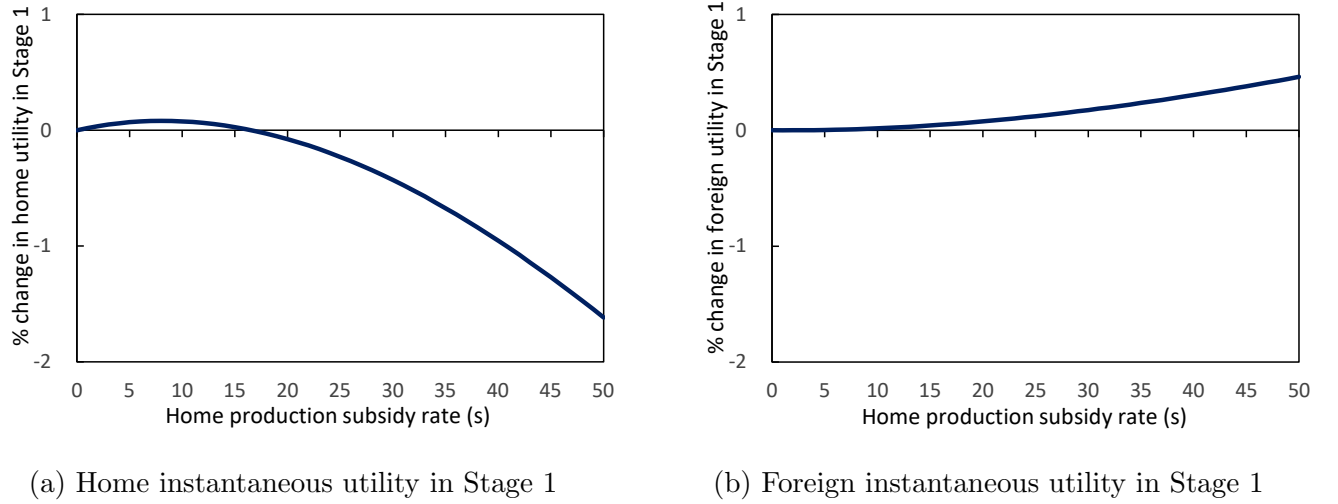 % change in home utility in Stage 1
1
0
-1
-2
0 5 10 15 20 25 30 35 40 45 50
Home production subsidy rate (s)
(a) Home instantaneous utility in Stage 1
% change in foreign utility in Stage 1
1
0
-1
-2
0 5 10 15 20 25 30 35 40 45 50
Home production subsidy rate (s)
(b) Foreign instantaneous utility in Stage 1